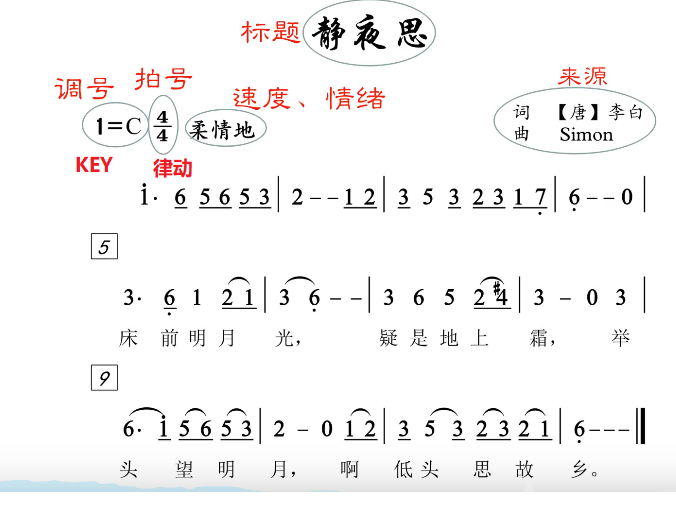 标题 静夜思
调号 拍号 速度、情绪 来源
1=C 4/4 柔情地 词 【唐】李白
曲 Simon
KEY 律动
1· 6 5 6 5 3 | 2 - - 1 2 | 3 5 3 2 3 1 7 | 6 - - 0 |
5
3· 6 1 2 1 | 3 6 - - | 3 6 5 2 #4 | 3 - 0 3 |
床 前 明 月 光， 疑 是 地 上 霜， 举
9
6· 1 5 6 5 3 | 2 - 0 1 2 | 3 5 3 2 3 2 1 | 6 - - - ‖
头 望 明 月， 啊 低 头 思 故 乡。